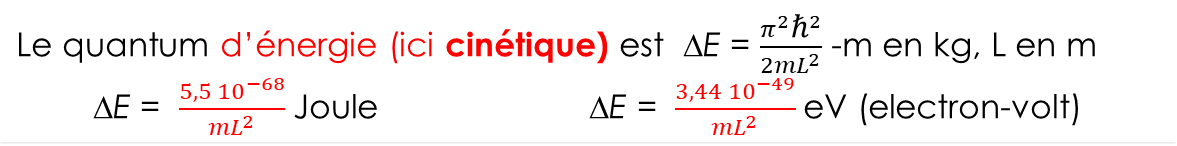 Le quantum d'énergie (ici cinétique) est ΔE = π²ℏ²/2mL² -m en kg, L en m
ΔE = 5,5 10⁻⁶⁸/mL² Joule ΔE = 3,44 10⁻⁴⁹/mL² eV (electron-volt)